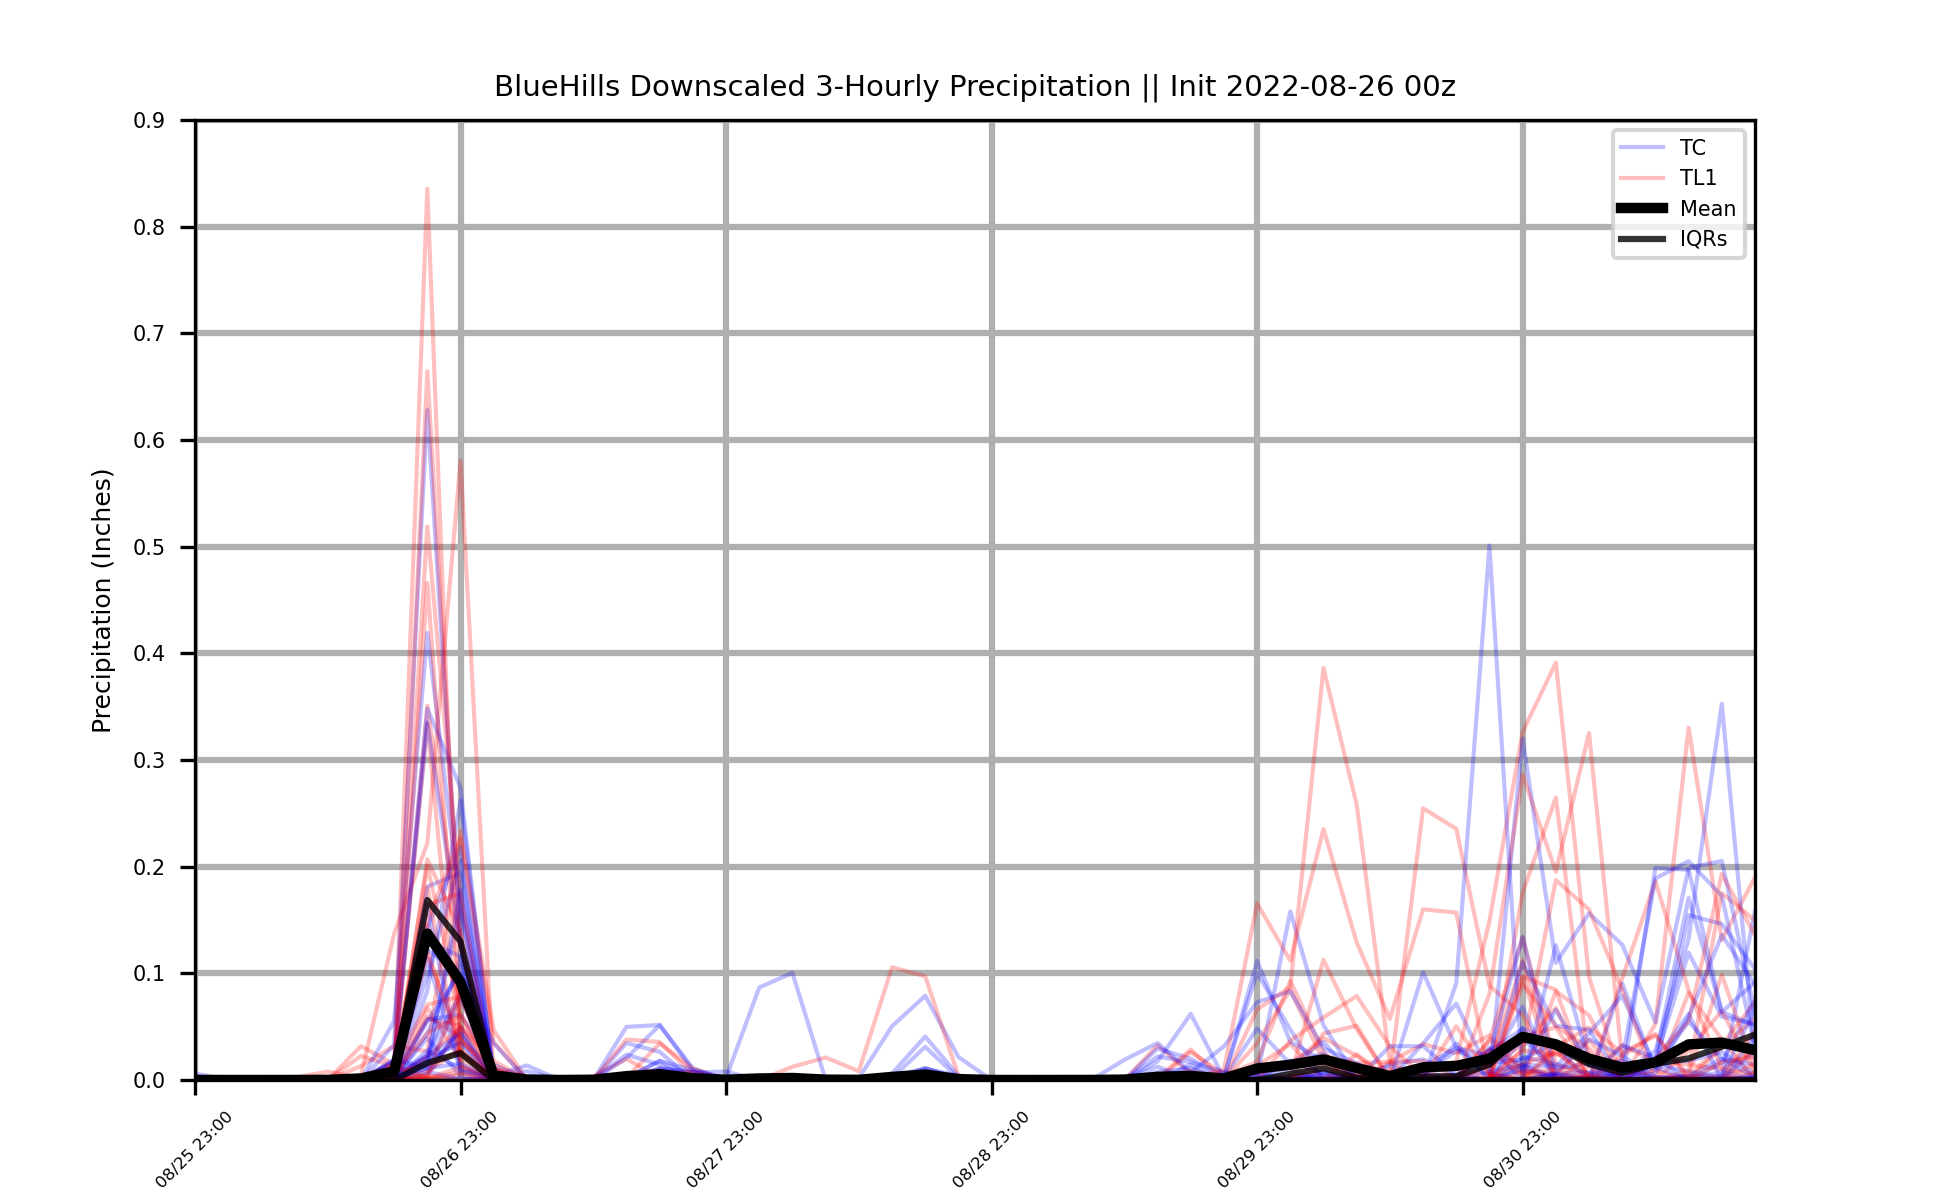 BlueHills Downscaled 3-Hourly Precipitation || Init 2022-08-26 00z
Precipitation (Inches)
0.9
0.8
0.7
0.6
0.5
0.4
0.3
0.2
0.1
0.0
TC
TL1
Mean
IQRs
08/25 23:00
08/26 23:00
08/27 23:00
08/28 23:00
08/29 23:00
08/30 23:00